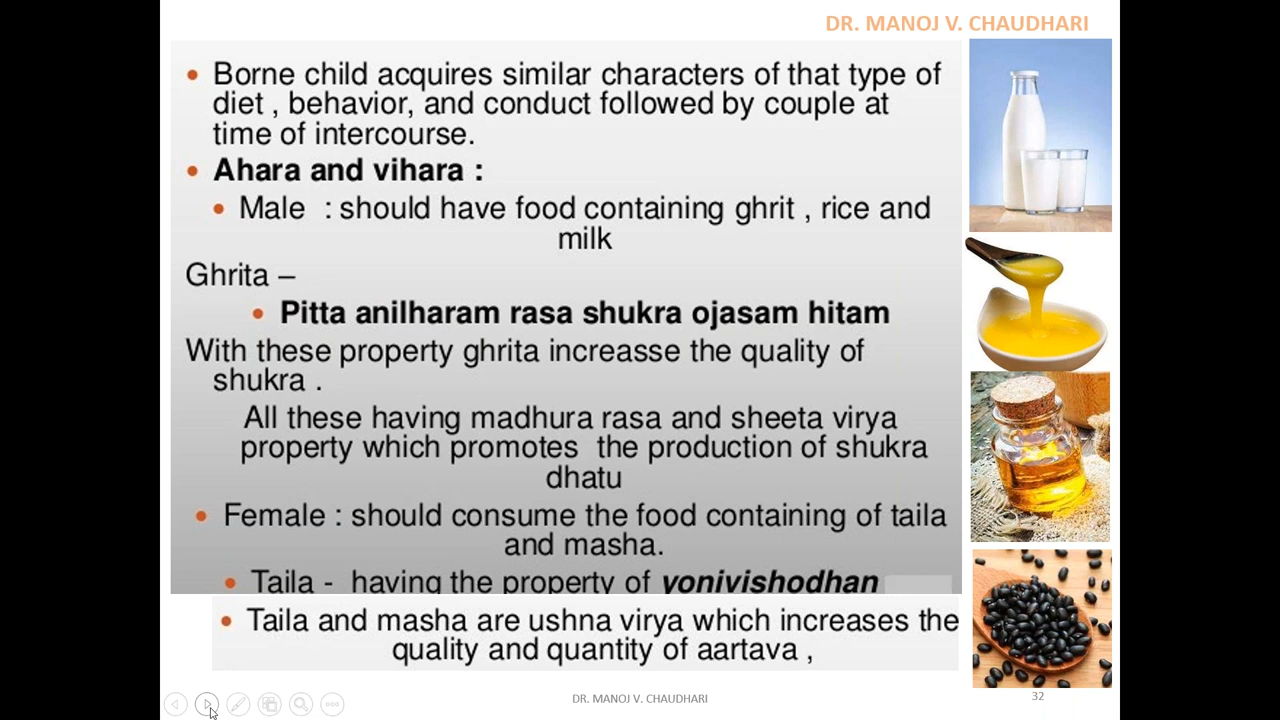 DR. MANOJ V. CHAUDHARI
• Borne child acquires similar characters of that type of
diet , behavior, and conduct followed by couple at
time of intercourse.
• Ahara and vihara :
• Male : should have food containing ghrit , rice and
milk
Ghrita –
• Pitta anilharam rasa shukra ojasam hitam
With these property ghrita increasse the quality of
shukra .
All these having madhura rasa and sheeta virya
property which promotes the production of shukra
dhatu
• Female : should consume the food containing of taila
and masha.
• Taila - having the property of yonivishodhan
• Taila and masha are ushna virya which increases the
quality and quantity of aartava ,
DR. MANOJ V. CHAUDHARI
32